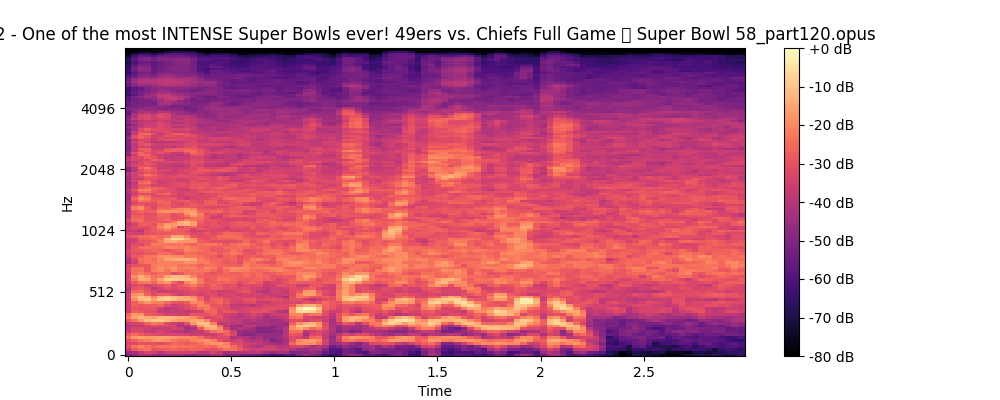 2 - One of the most INTENSE Super Bowls ever! 49ers vs. Chiefs Full Game Super Bowl 58_part120.opus
+0 dB
4096
-10 dB
-20 dB
2048
-30 dB
Hz
1024
-40 dB
-50 dB
512
-60 dB
-70 dB
0
-80 dB
0 0.5 1 1.5 2 2.5
Time